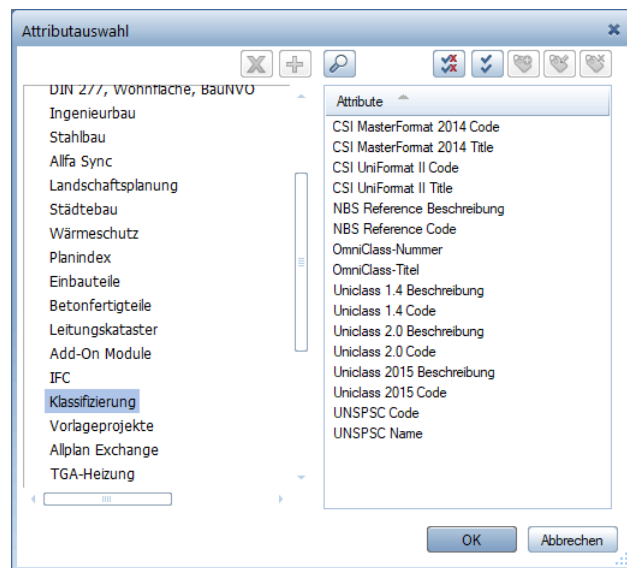 Attributauswahl
DIN 277, Wohnfläche, BauNVO
Ingenieurbau
Stahlbau
Allfa Sync
Landschaftsplanung
Städtebau
Wärmeschutz
Planindex
Einbauteile
Betonfertigteile
Leitungskataster
Add-On Module
IFC
Klassifizierung
Vorlageprojekte
Allplan Exchange
TGA-Heizung
Attribute
CSI MasterFormat 2014 Code
CSI MasterFormat 2014 Title
CSI UniFormat II Code
CSI UniFormat II Title
NBS Reference Beschreibung
NBS Reference Code
OmniClass-Nummer
OmniClass-Titel
Uniclass 1.4 Beschreibung
Uniclass 1.4 Code
Uniclass 2.0 Beschreibung
Uniclass 2.0 Code
Uniclass 2015 Beschreibung
Uniclass 2015 Code
UNSPSC Code
UNSPSC Name
OK
Abbrechen